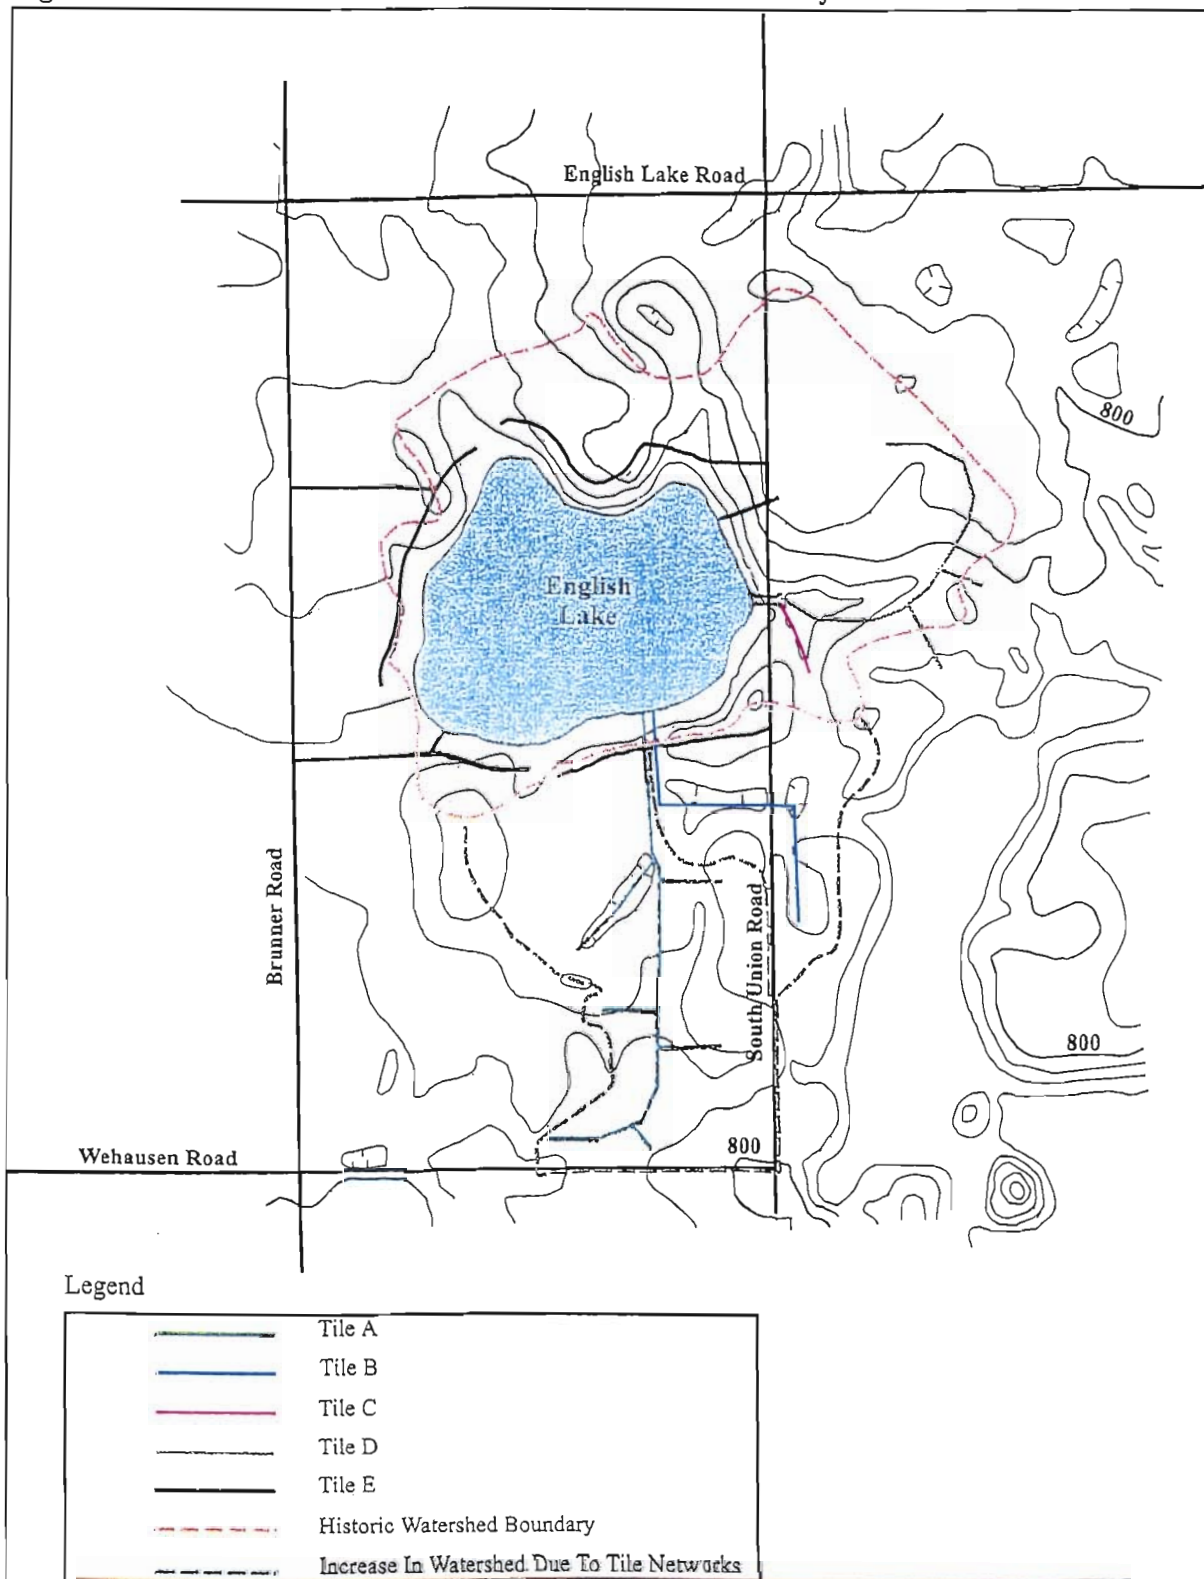 English Lake Road
800
English
Lake
Brunner Road
South Union Road
800
Wehausen Road
800
Legend
Tile A
Tile B
Tile C
Tile D
Tile E
Historic Watershed Boundary
Increase In Watershed Due To Tile Networks